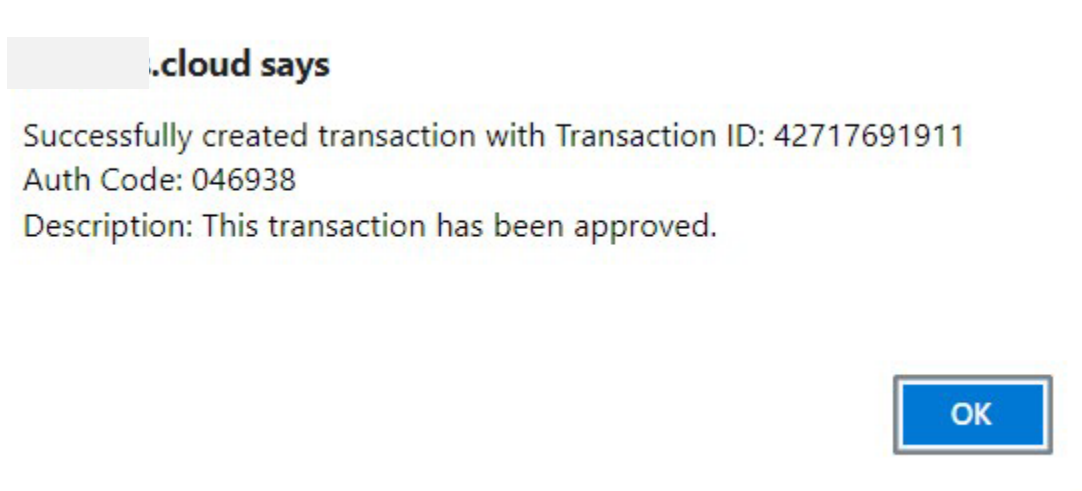 .cloud says
Successfully created transaction with Transaction ID: 42717691911
Auth Code: 046938
Description: This transaction has been approved.
OK